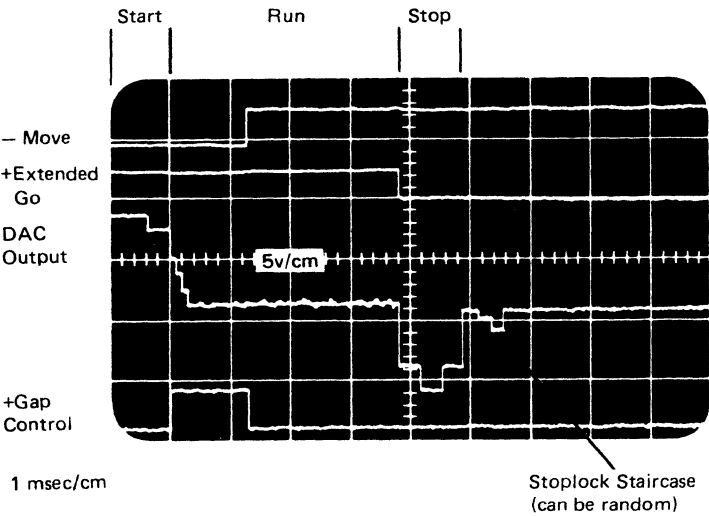 Start Run Stop
— Move
+Extended
Go
DAC
Output
5v/cm
+Gap
Control
1 msec/cm
Stoplock Staircase
(can be random)